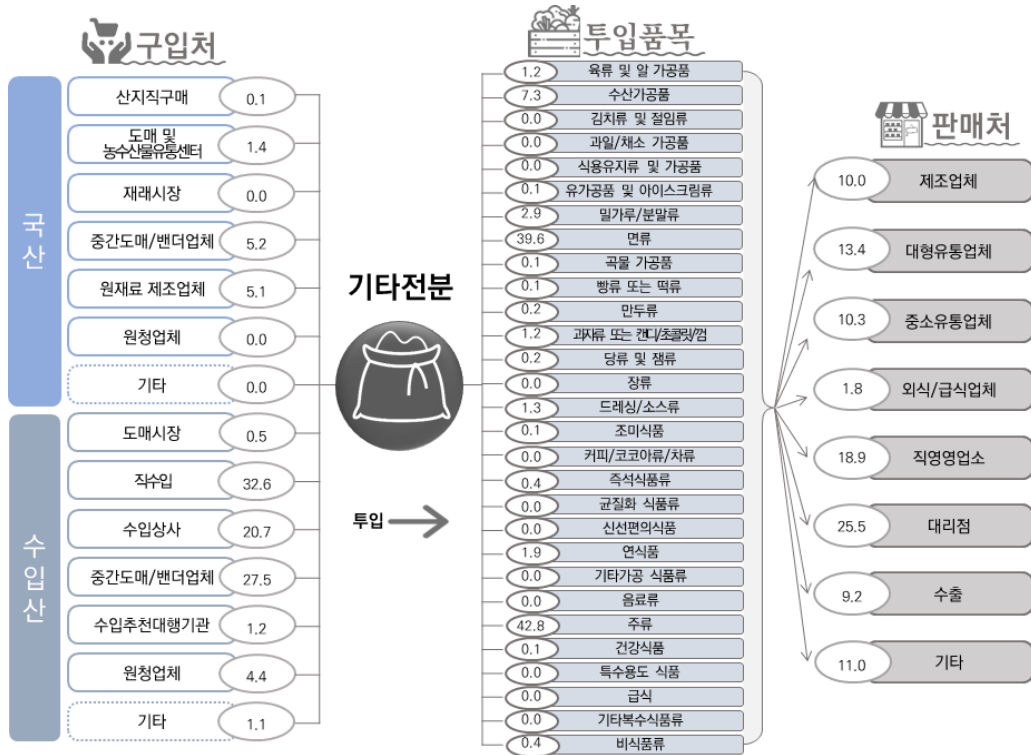 구입처
국산
산지직구매 0.1
도매 및
농수산물유통센터 1.4
재래시장 0.0
중간도매/밴더업체 5.2
원재료 제조업체 5.1
원청업체 0.0
기타 0.0
수입산
도매시장 0.5
직수입 32.6
수입상사 20.7
중간도매/밴더업체 27.5
수입추천대행기관 1.2
원청업체 4.4
기타 1.1
기타전분
투입
투입품목
1.2 육류 및 알 가공품
7.3 수산가공품
0.0 김치류 및 절임류
0.0 과일/채소 가공품
0.0 식용유지류 및 가공품
0.1 유가공품 및 아이스크림류
2.9 밀가루/분말류
39.6 면류
0.1 곡물 가공품
0.1 빵류 또는 떡류
0.2 만두류
1.2 과자류 또는 캔디/초콜릿/껌
0.2 당류 및 잼류
0.0 장류
1.3 드레싱/소스류
0.1 조미식품
0.0 커피/코코아류/차류
0.4 즉석식품류
0.0 균질화 식품류
0.0 신선편의식품
1.9 연식품
0.0 기타가공 식품류
0.0 음료류
42.8 주류
0.1 건강식품
0.0 특수용도 식품
0.0 급식
0.0 기타복수식품류
0.4 비식품류
판매처
10.0 제조업체
13.4 대형유통업체
10.3 중소유통업체
1.8 외식/급식업체
18.9 직영영업소
25.5 대리점
9.2 수출
11.0 기타